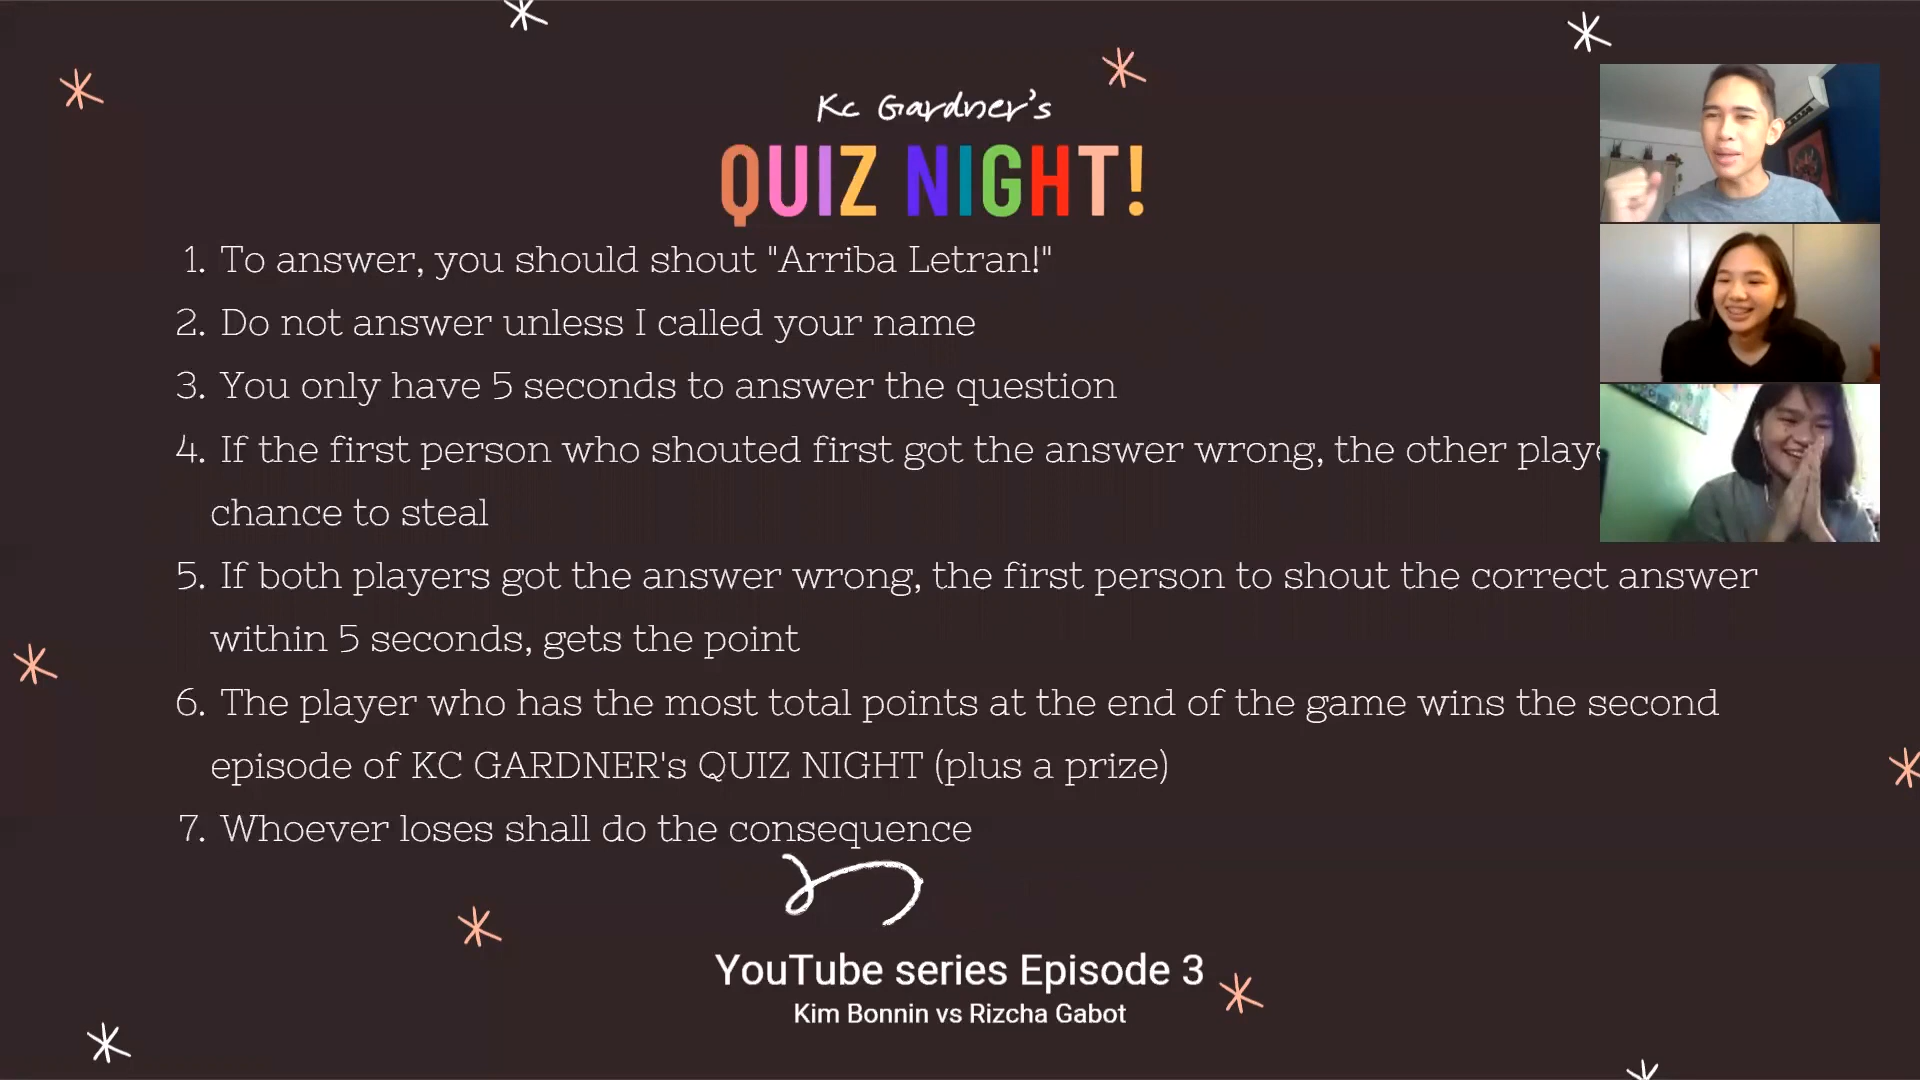 Kc Gardner's
QUIZ NIGHT!
1. To answer, you should shout "Arriba Letran!"
2. Do not answer unless I called your name
3. You only have 5 seconds to answer the question
4. If the first person who shouted first got the answer wrong, the other
chance to steal
5. If both players got the answer wrong, the first person to shout the correct answer
within 5 seconds, gets the point
6. The player who has the most total points at the end of the game wins the second
episode of KC GARDNER's QUIZ NIGHT (plus a prize)
7. Whoever loses shall do the consequence
YouTube series Episode 3
Kim Bonnin vs Rizcha Gabot